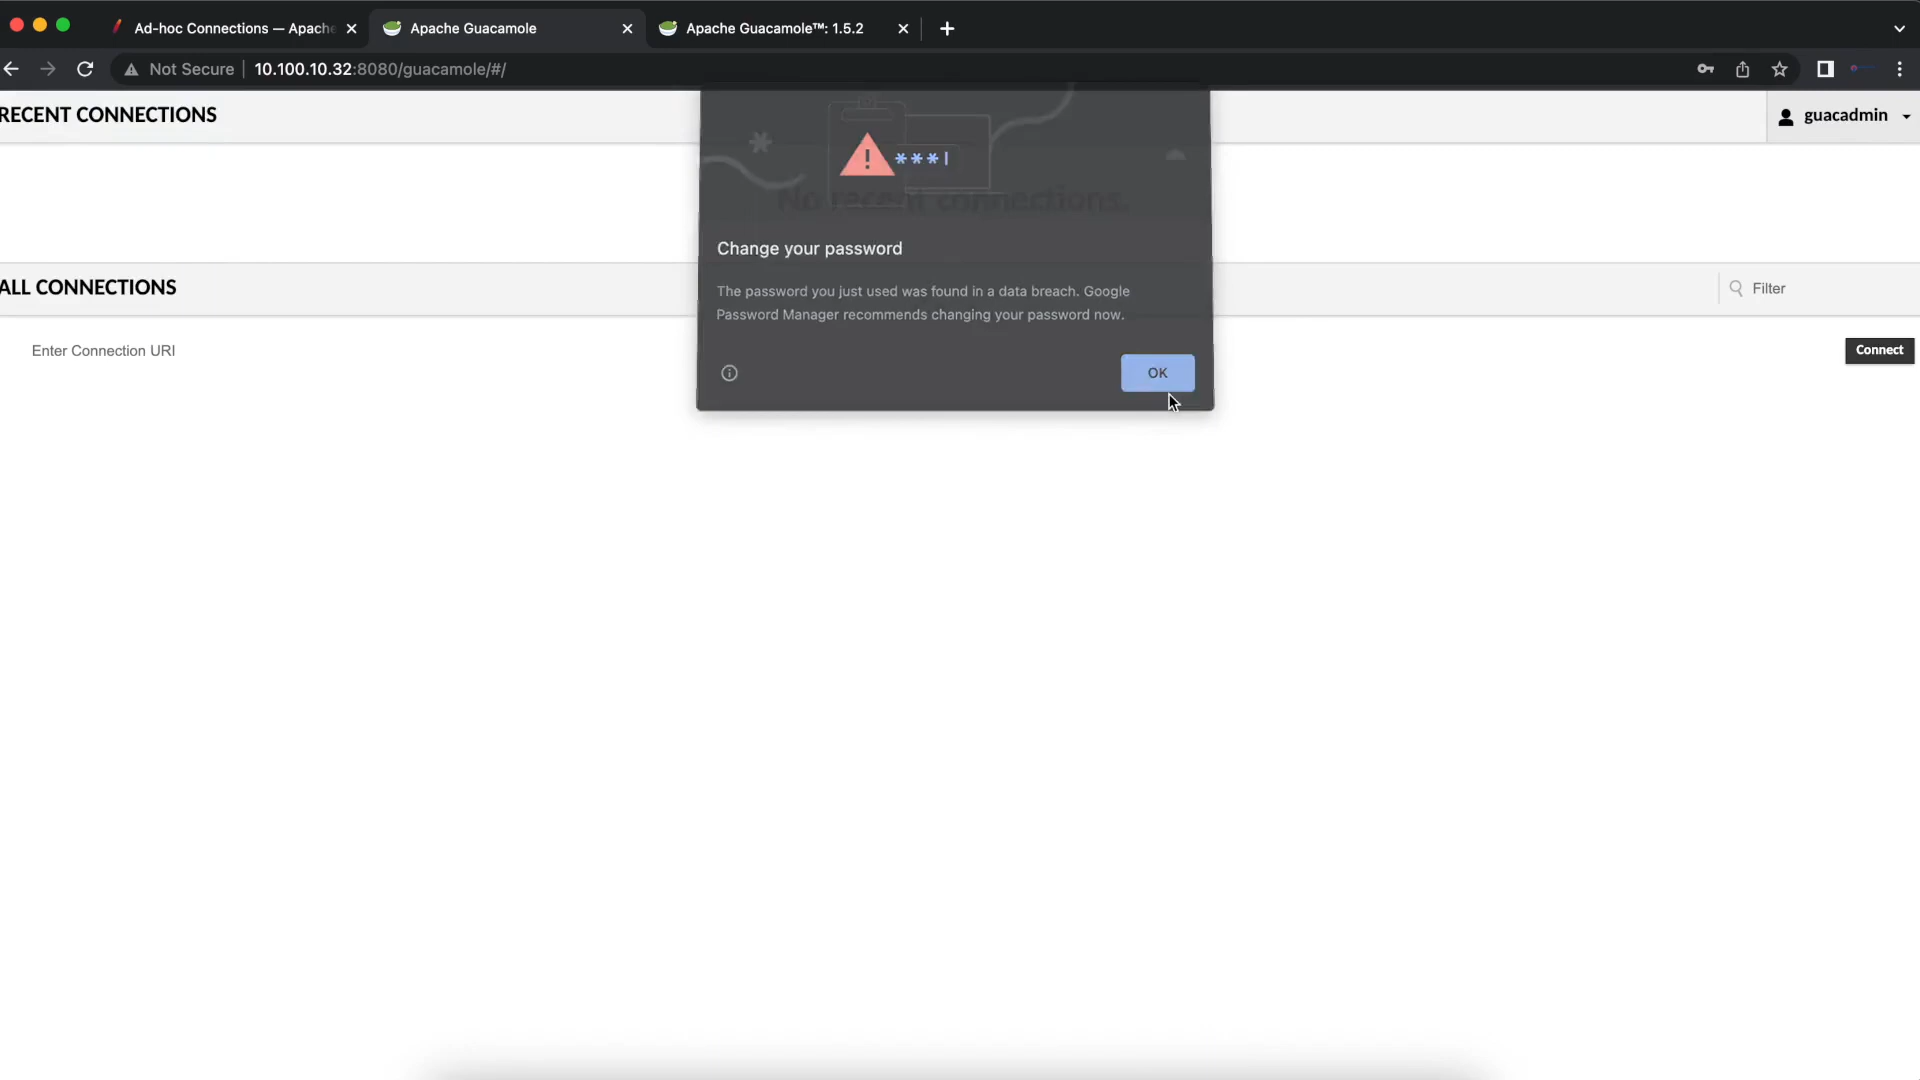 Ad-hoc Connections — Apache
Apache Guacamole
Apache Guacamole™: 1.5.2
Not Secure
10.100.10.32:8080/guacamole/#/
RECENT CONNECTIONS
guacadmin
***
No recent connections.
Change your password
The password you just used was found in a data breach. Google
Password Manager recommends changing your password now.
OK
ALL CONNECTIONS
Filter
Enter Connection URI
Connect